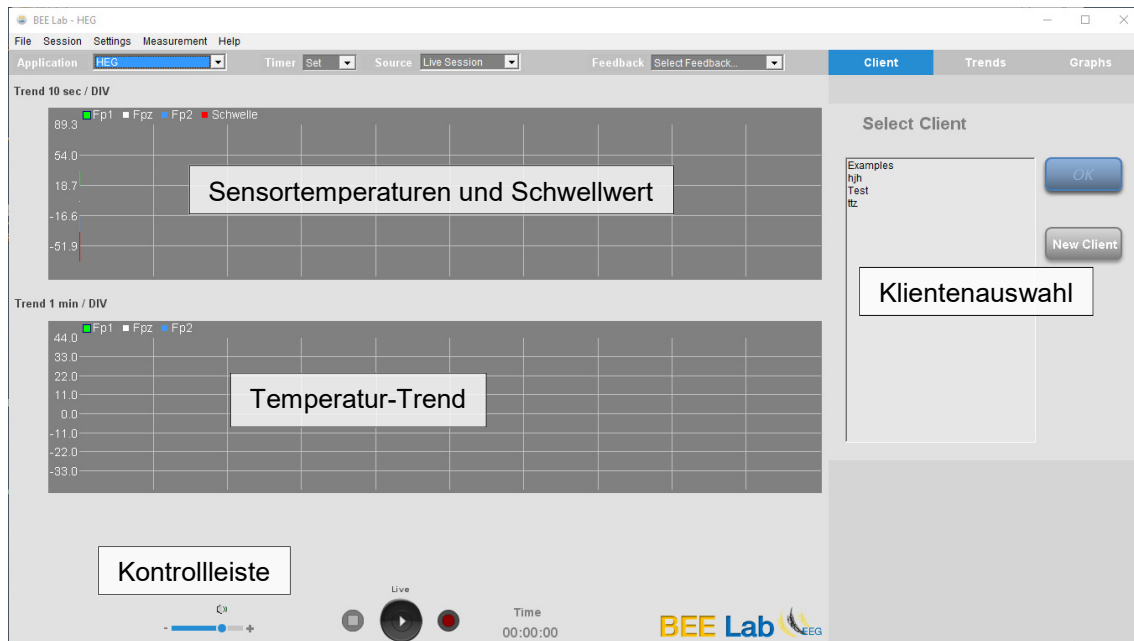 BEE Lab - HEG
File Session Settings Measurement Help
Application HEG Timer Set Source Live Session Feedback Select Feedback... Client Trends Graphs
Trend 10 sec / DIV
Fp1 Fpz Fp2 Schwelle
89.3
54.0
18.7
-16.6
-51.9
Sensortemperaturen und Schwellwert
Select Client
Examples
hjh
Test
ttz
OK
New Client
Klientenauswahl
Trend 1 min / DIV
Fp1 Fpz Fp2
44.0
33.0
22.0
11.0
0.0
-11.0
-22.0
-33.0
Temperatur-Trend
Kontrollleiste
- +
Live
Time
00:00:00
BEE Lab EEG